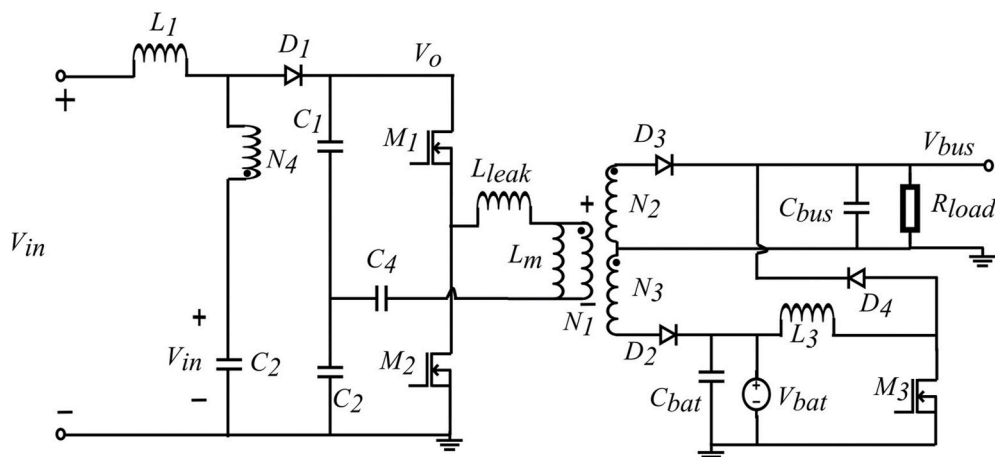 L1
D1
Vo
+
C1
M1
N4
Lleak
D3
Vbus
+
N2
Cbus
Rload
Vin
Lm
C4
N3
D4
−
N1
+
Vin
−
C2
C2
M2
D2
L3
Cbat
+
-
Vbat
M3
−